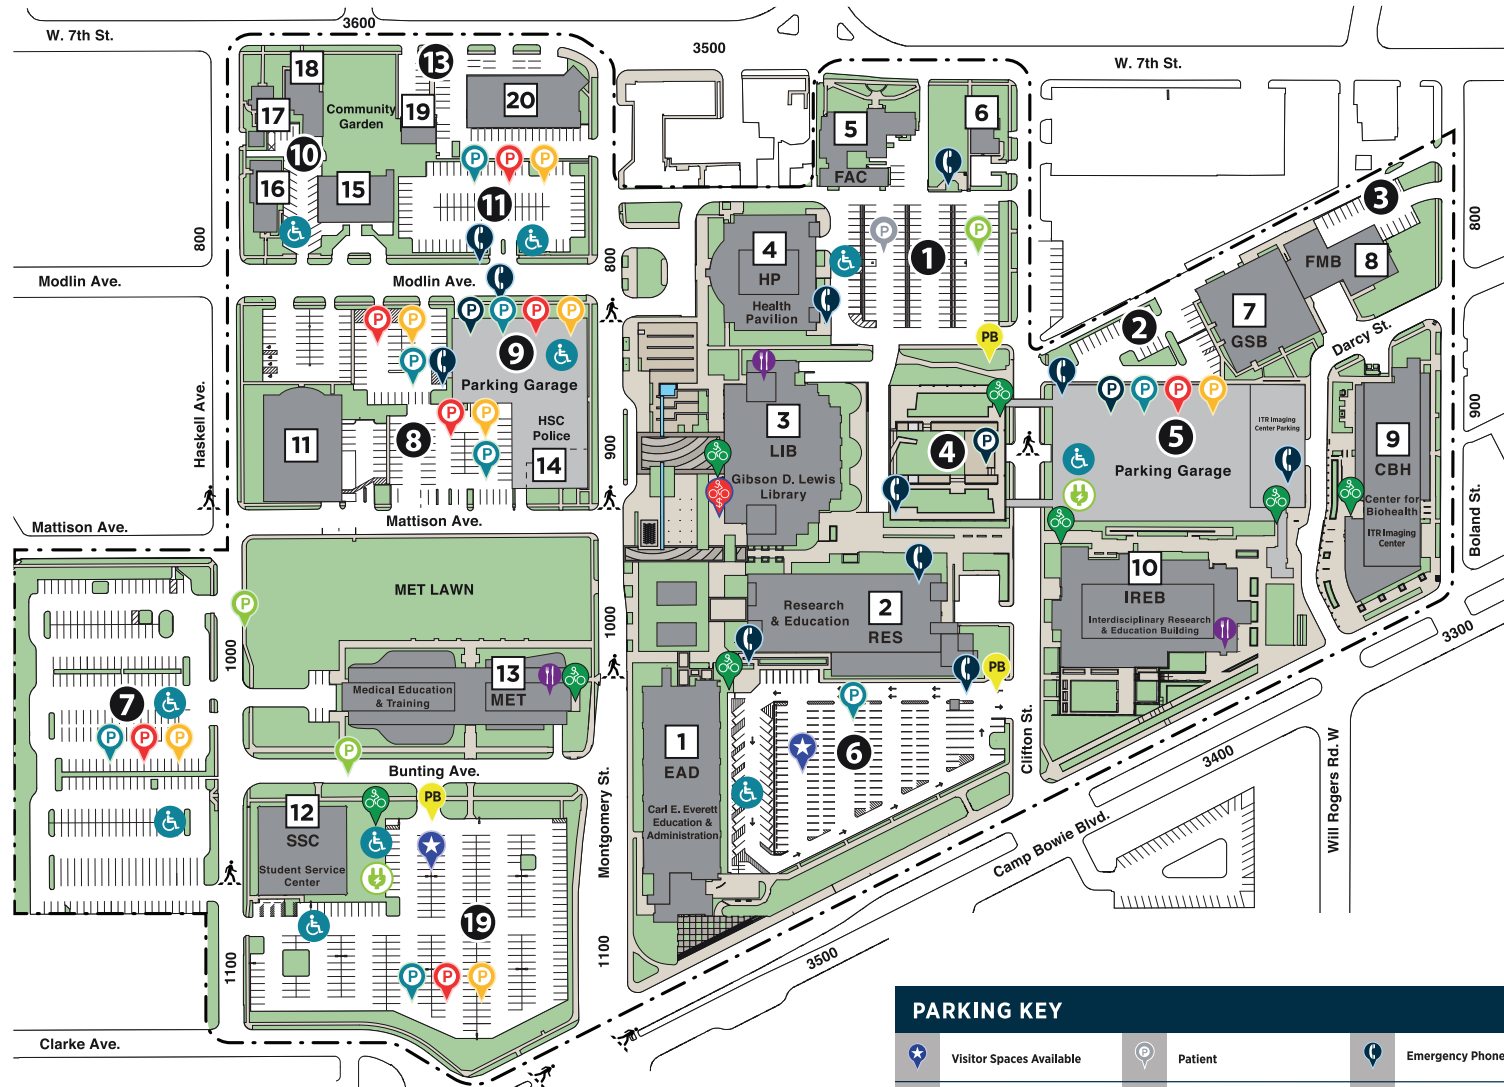 3600
W. 7th St.
3500
W. 7th St.
13
18
17
Community
Garden
19
20
5
6
10
16
15
11
FAC
3
800
800
800
4
HP
Health
Pavilion
1
FMB
8
7
GSB
Modlin Ave.
Modlin Ave.
P
P
P
P
P
P
P
P
P
P
P
P
2
Darcy St.
PB
9
Parking Garage
HSC
Police
14
P
P
P
P
P
P
8
11
Haskell Ave.
900
3
LIB
Gibson D. Lewis
Library
4
P
P
P
P
P
5
Parking Garage
ITR Imaging
Center Parking
900
9
CBH
Center for
Biohealth
ITR Imaging
Center
Boland St.
$
Mattison Ave.
Mattison Ave.
MET LAWN
P
1000
1000
Research
& Education
2
RES
10
IREB
Interdisciplinary Research
& Education Building
3300
13
MET
Medical Education
& Training
PB
P
7
P
P
P
P
Bunting Ave.
1
EAD
Carl E. Everett
Education &
Administration
6
Clifton St.
3400
Will Rogers Rd. W
Montgomery St.
12
SSC
Student Service
Center
PB
19
P
P
P
Camp Bowie Blvd.
3500
1100
1100
Clarke Ave.
PARKING KEY
Visitor Spaces Available
P
Patient
Emergency Phone